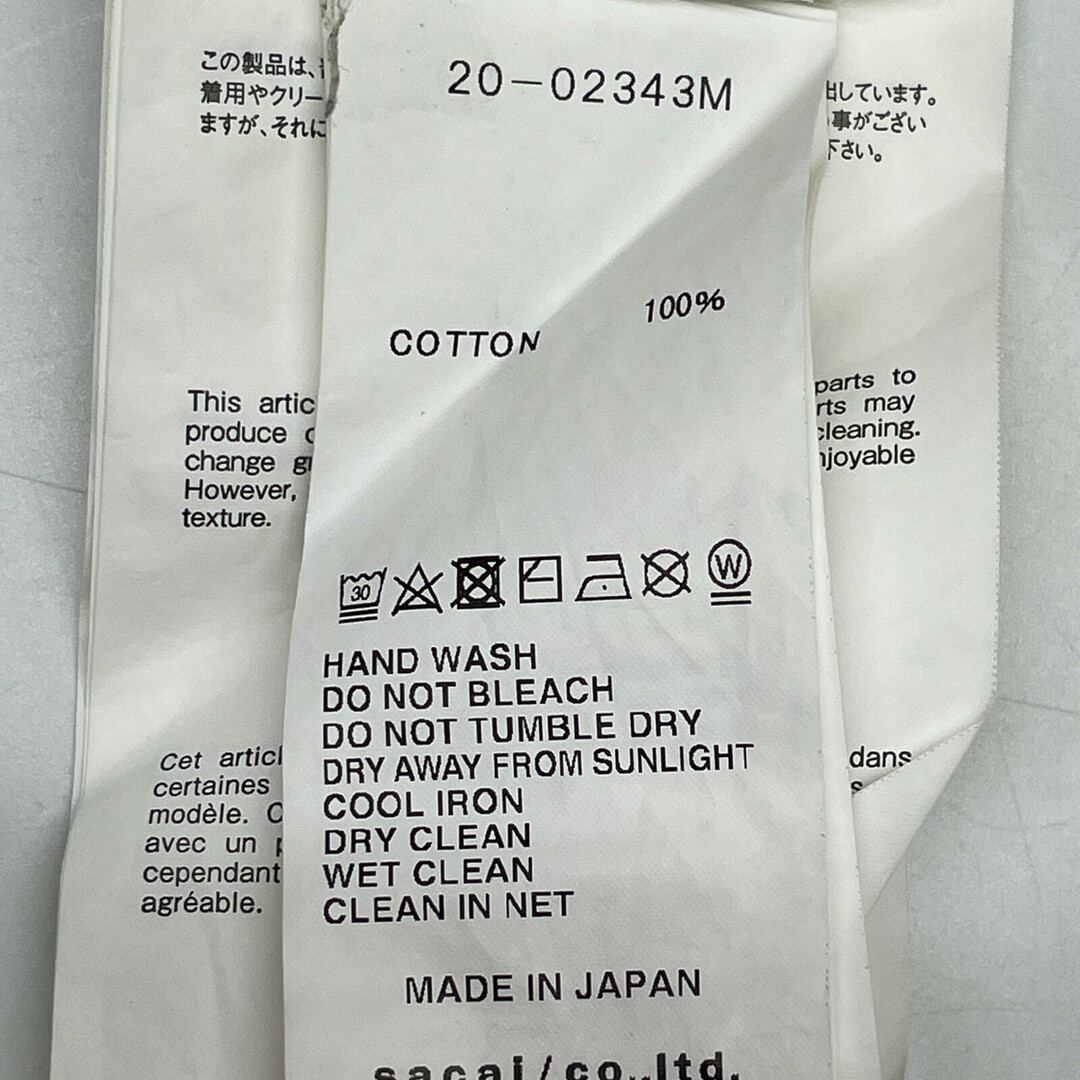 20-02343M
COTTON 100%
30
W
HAND WASH
DO NOT BLEACH
DO NOT TUMBLE DRY
DRY AWAY FROM SUNLIGHT
COOL IRON
DRY CLEAN
WET CLEAN
CLEAN IN NET
MADE IN JAPAN
sacai/co.,ltd.
この製品は、
着用やクリー
ますが、それに
出しています。
事がござい
下さい。
This artic
produce
change
However,
texture.
parts to
rts may
cleaning.
njoyable
Cet articl
certaines
modèle. C
avec un
cependant
agréable.
dans
s